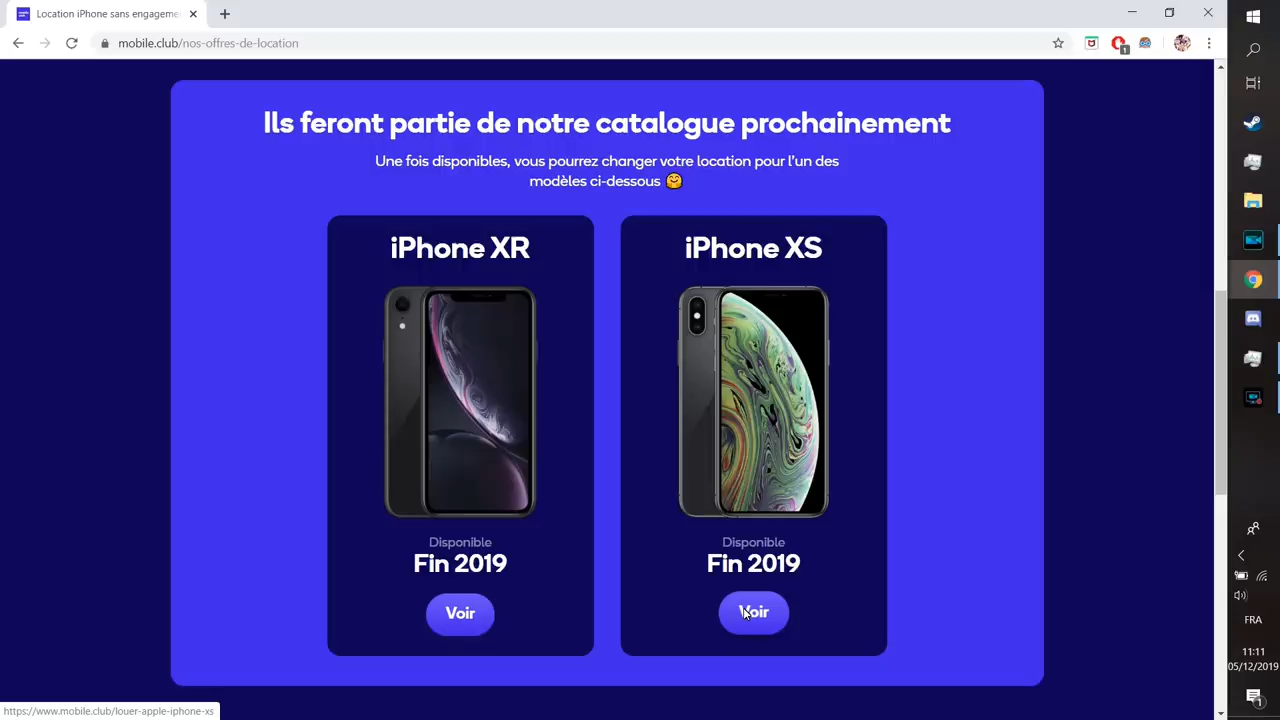 Location iPhone sans engageme
mobile.club/nos-offres-de-location
1
Ils feront partie de notre catalogue prochainement
Une fois disponibles, vous pourrez changer votre location pour l'un des
modèles ci-dessous 🤗
iPhone XR
iPhone XS
Disponible
Fin 2019
Disponible
Fin 2019
Voir
Voir
https://www.mobile.club/louer-apple-iphone-xs
FRA
11:11
05/12/2019
1